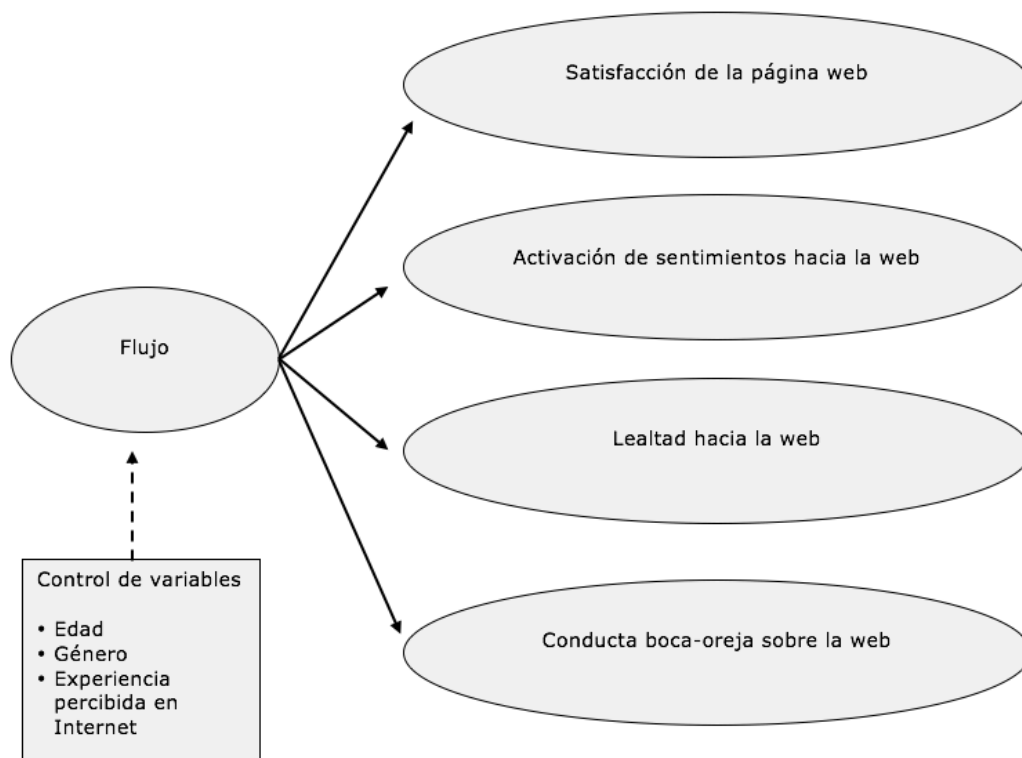 Satisfacción de la página web
Activación de sentimientos hacia la web
Flujo
Lealtad hacia la web
Control de variables
• Edad
• Género
• Experiencia
percibida en
Internet
Conducta boca-oreja sobre la web